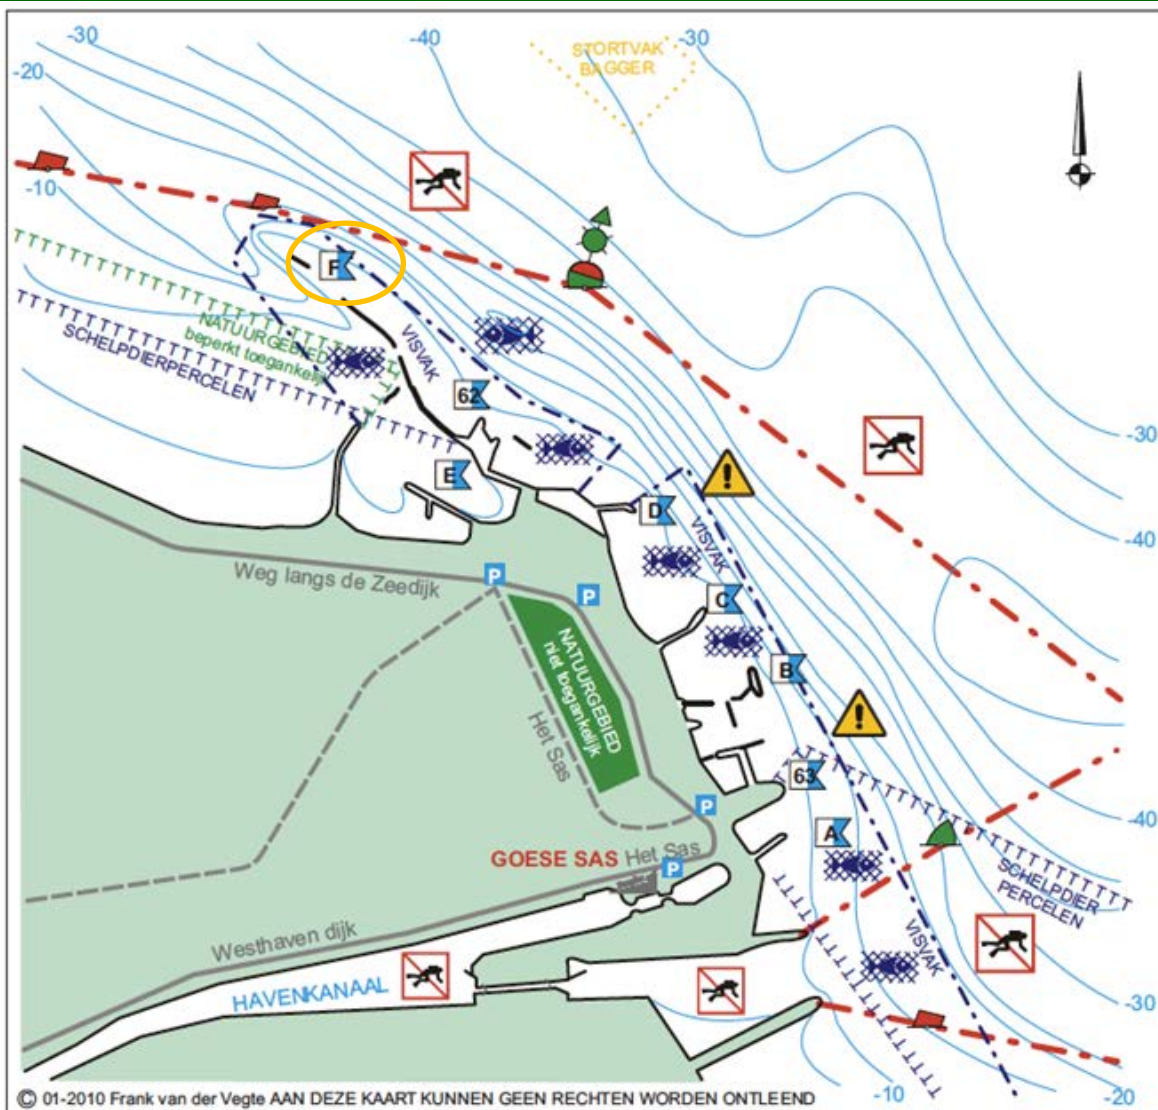 -30
-40
-30
STORTVAK
BAGGER
-20
-10
F
NATUURGEBIED
beperkt toegankelijk
SCHELPDIERPERCELEN
VISVAK
62
E
D
VISVAK
-30
-40
Weg langs de Zeedijk
P
P
C
NATUURGEBIED
niet toegankelijk
B
Het Sas
63
P
A
-40
GOESE SAS
Het Sas
P
SCHELPDIER
PERCELEN
Westhaven dijk
VISVAK
HAVENKANAAL
-30
-10
-20
© 01-2010 Frank van der Vegte AAN DEZE KAART KUNNEN GEEN RECHTEN WORDEN ONTLEEND